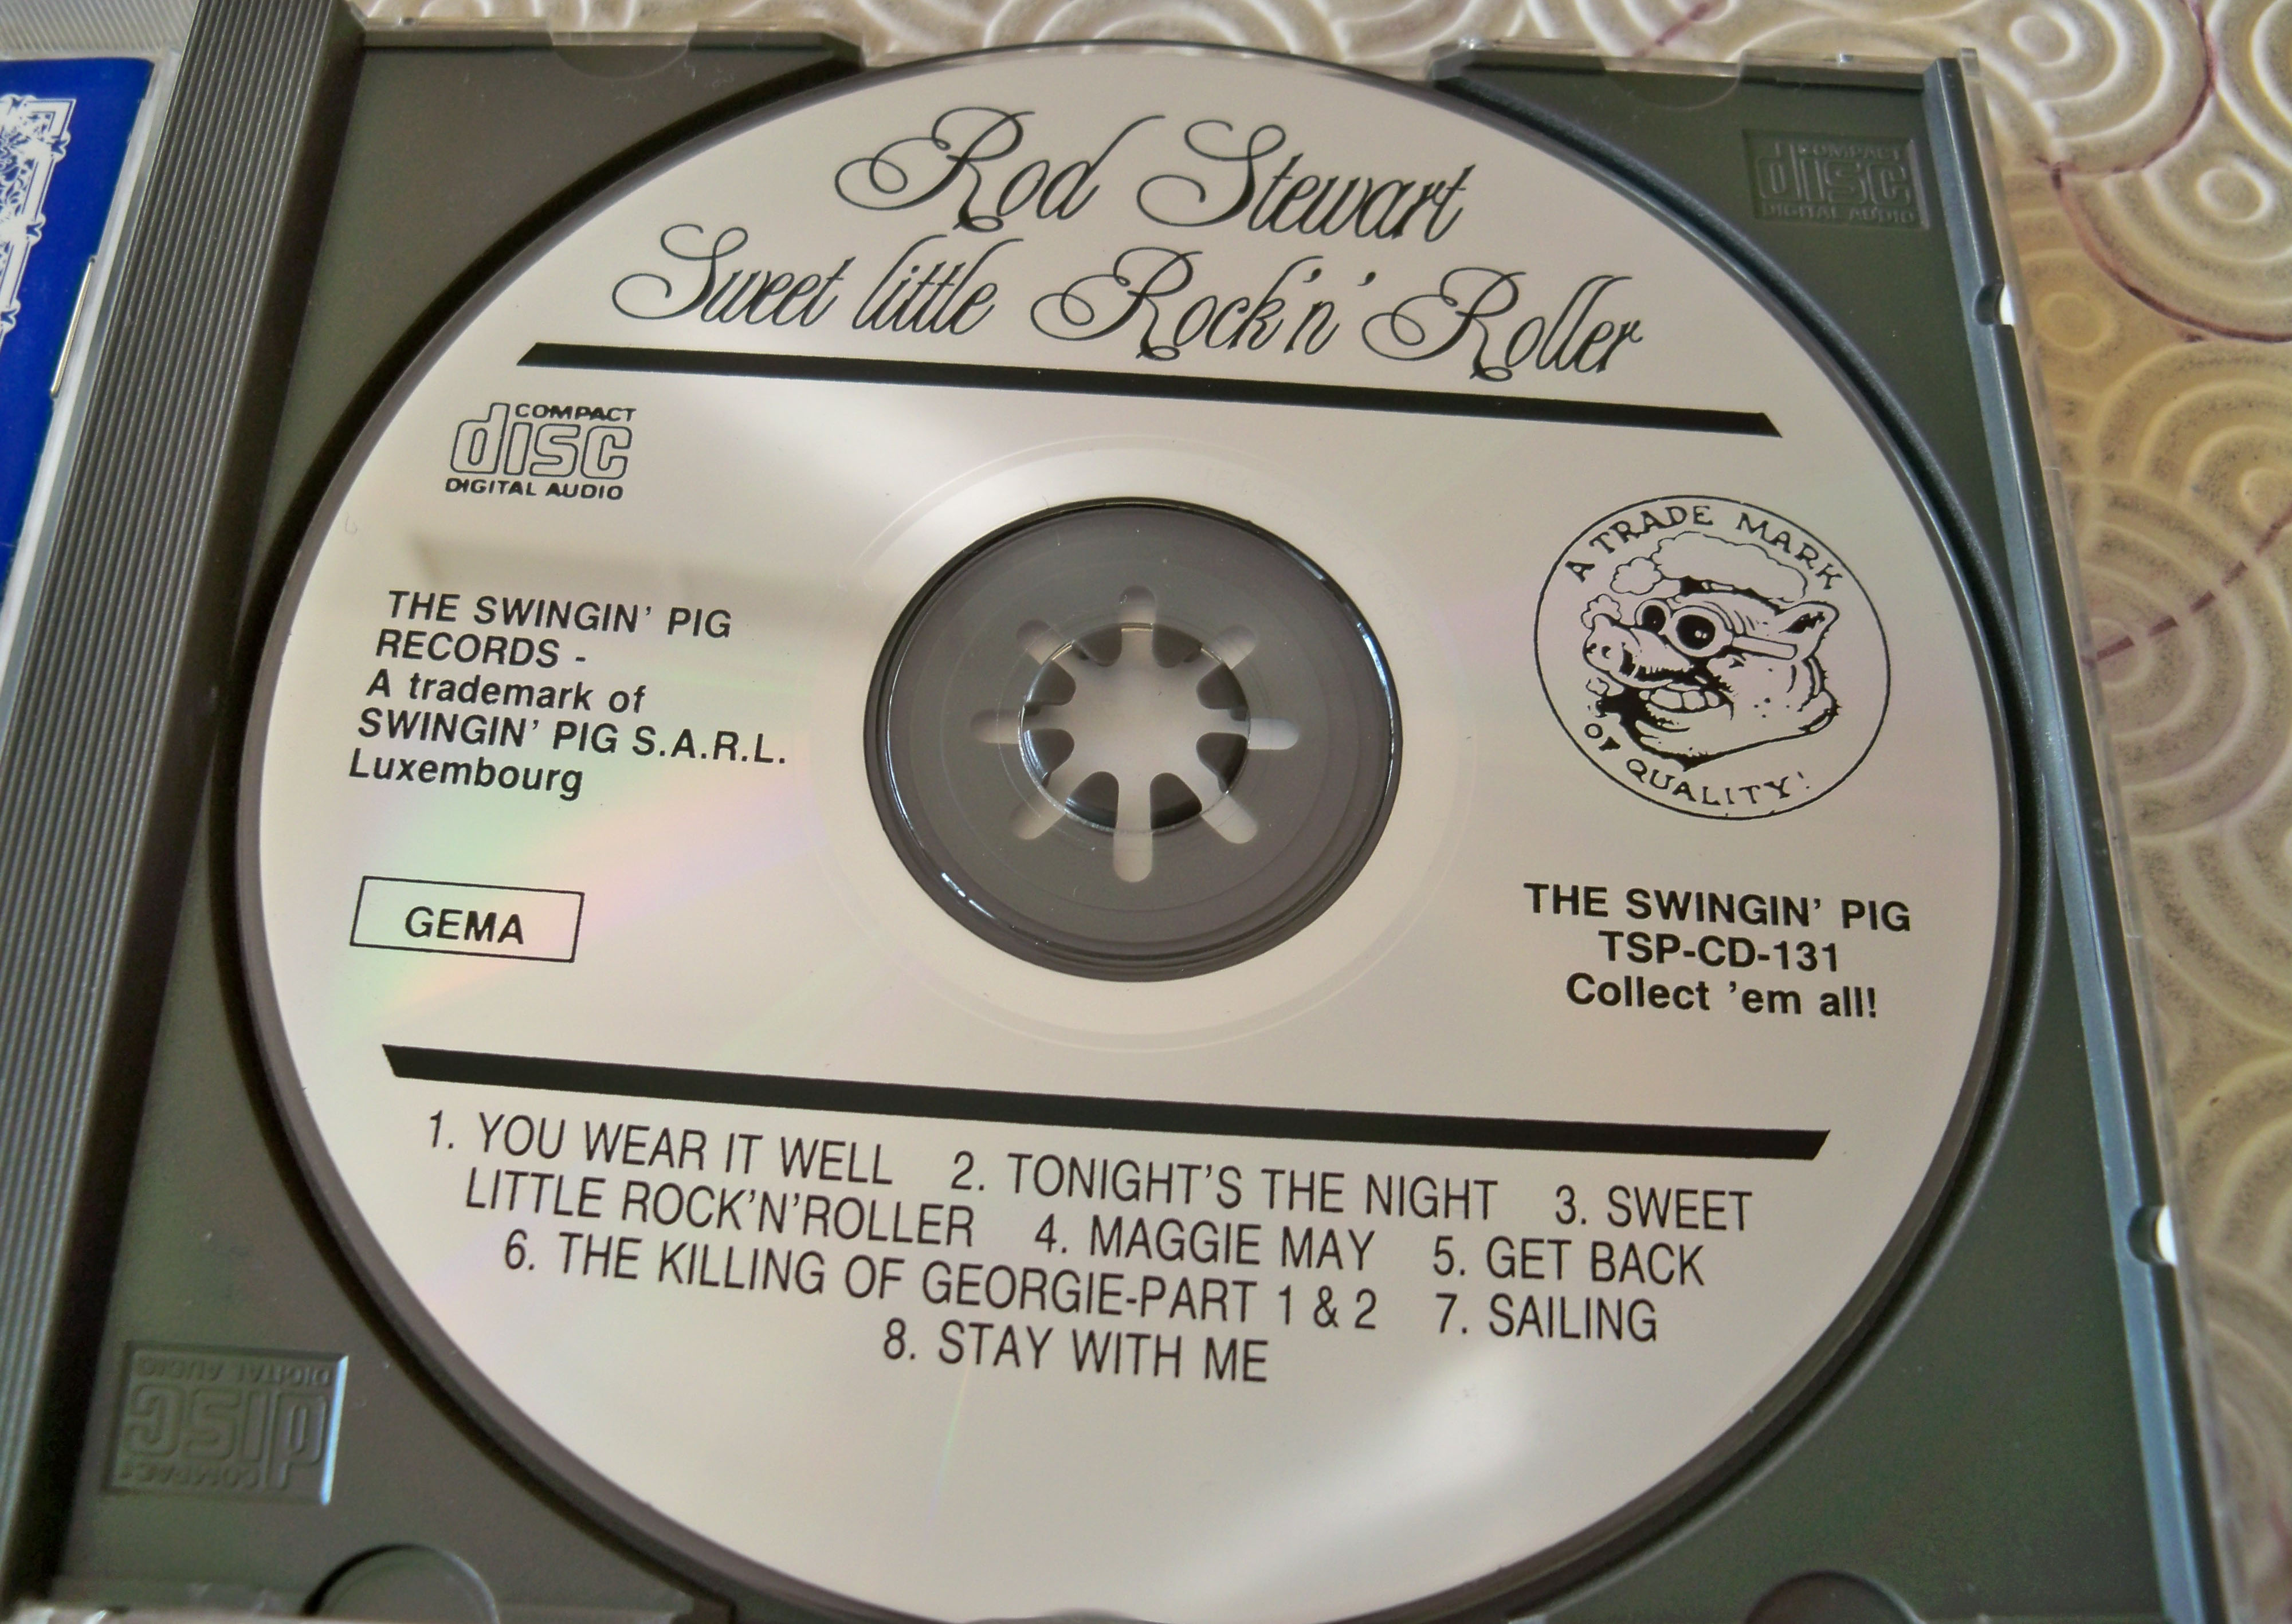 Rod Stewart
Sweet little Rock'n' Roller
COMPACT
disc
DIGITAL AUDIO
COMPACT
disc
DIGITAL AUDIO
THE SWINGIN' PIG
RECORDS -
A trademark of
SWINGIN' PIG S.A.R.L.
Luxembourg
GEMA
A TRADE MARK
OF QUALITY!
THE SWINGIN' PIG
TSP-CD-131
Collect 'em all!
1. YOU WEAR IT WELL 2. TONIGHT'S THE NIGHT 3. SWEET
LITTLE ROCK'N'ROLLER 4. MAGGIE MAY 5. GET BACK
6. THE KILLING OF GEORGIE-PART 1 & 2 7. SAILING
8. STAY WITH ME
COMPACT
disc
DIGITAL AUDIO